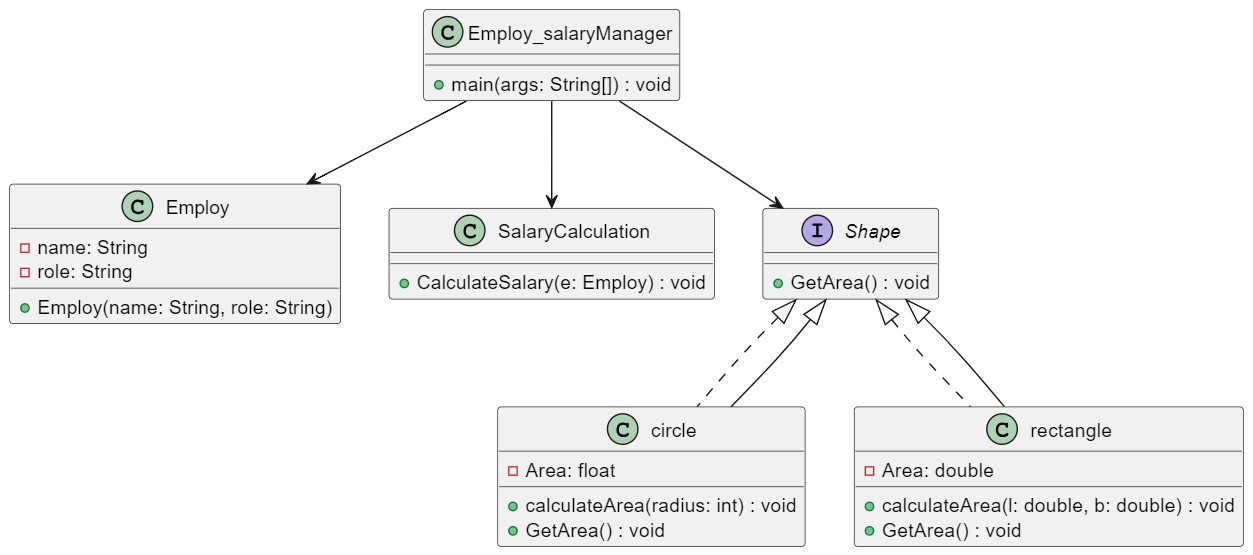 C Employ_salaryManager
main(args: String[]) : void
C Employ
name: String
role: String
Employ(name: String, role: String)
C SalaryCalculation
CalculateSalary(e: Employ) : void
I Shape
GetArea() : void
C circle
Area: float
calculateArea(radius: int) : void
GetArea() : void
C rectangle
Area: double
calculateArea(l: double, b: double) : void
GetArea() : void